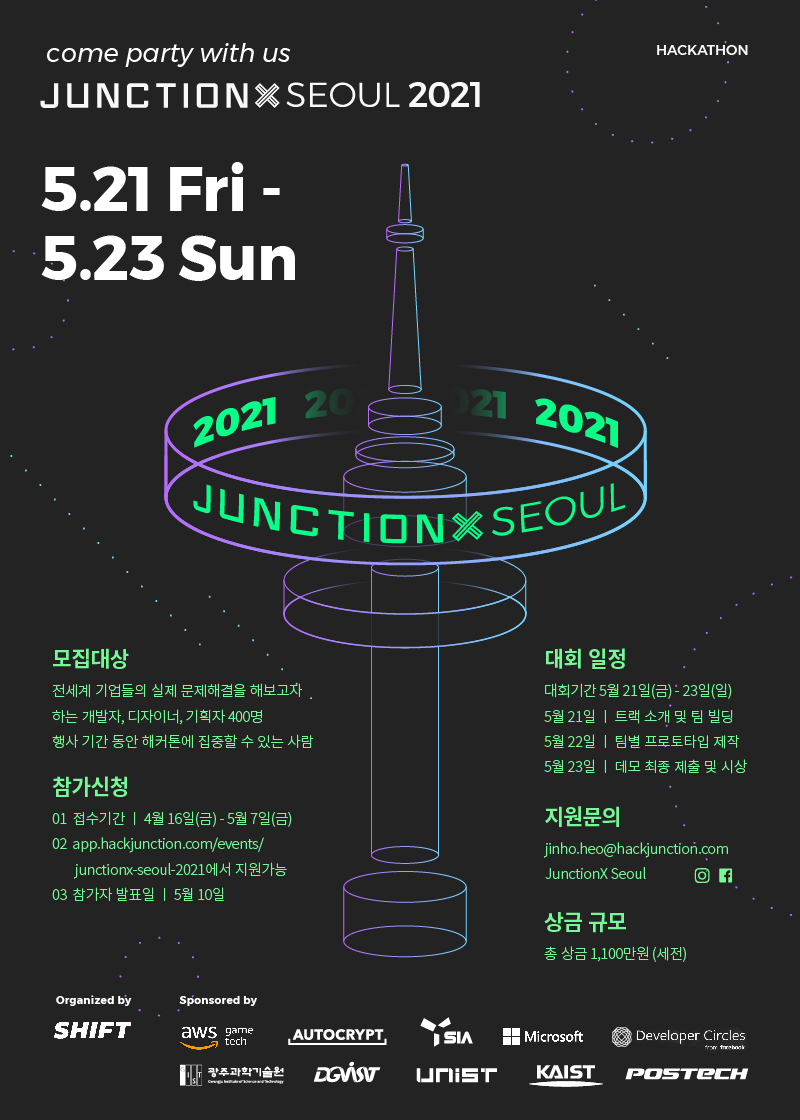 come party with us
HACKATHON
JUNCTIONX SEOUL 2021
5.21 Fri -
5.23 Sun
2021 20 021 2021
JUNCTIONX SEOUL
모집대상
전세계 기업들의 실제 문제해결을 해보고자
하는 개발자, 디자이너, 기획자 400명
행사 기간 동안 해커톤에 집중할 수 있는 사람
참가신청
01 접수기간 ㅣ 4월 16일(금) - 5월 7일(금)
02 app.hackjunction.com/events/
junctionx-seoul-2021에서 지원가능
03 참가자 발표일 ㅣ 5월 10일
대회 일정
대회기간 5월 21일(금) - 23일(일)
5월 21일 ㅣ 트랙 소개 및 팀 빌딩
5월 22일 ㅣ 팀별 프로토타입 제작
5월 23일 ㅣ 데모 최종 제출 및 시상
지원문의
jinho.heo@hackjunction.com
JunctionX Seoul
상금 규모
총 상금 1,100만원 (세전)
Organized by
SHIFT
Sponsored by
aws game tech
AUTOCRYPT
SIA
Microsoft
Developer Circles
from facebook
GIST 광주과학기술원
Gwangju Institute of Science and Technology
DGIST
UNIST
KAIST
POSTECH